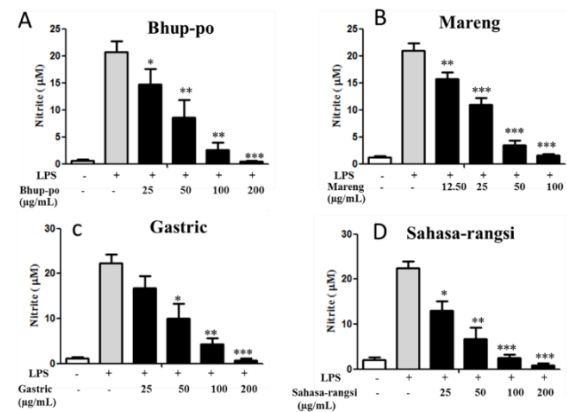 A
Bhup-po
Nitrite ( μM)
25
20
15
10
5
0
* ** ** ***
LPS - + + + + +
Bhup-po - - 25 50 100 200
(μg/mL)
B
Mareng
Nitrite ( μM)
25
20
15
10
5
0
** *** *** ***
LPS - + + + + +
Mareng - - 12.50 25 50 100
(μg/mL)
C
Gastric
Nitrite ( μM)
30
20
10
0
* ** ***
LPS - + + + + +
Gastric - - 25 50 100 200
(μg/mL)
D
Sahasa-rangsi
Nitrite ( μM)
30
20
10
0
* ** *** ***
LPS - + + + + +
Sahasa-rangsi - - 25 50 100 200
(μg/mL)